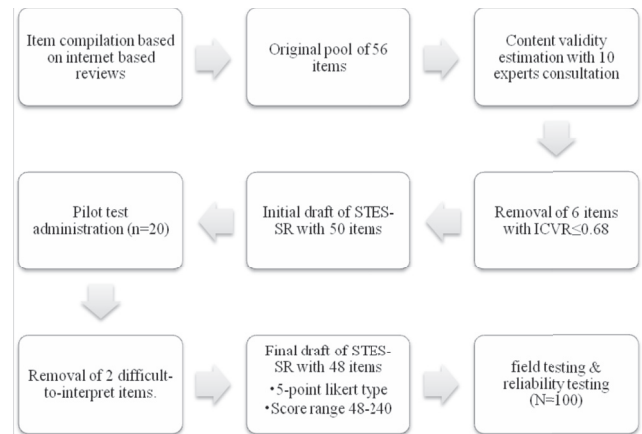 Item compilation based
on internet based
reviews
Original pool of 56
items
Content validity
estimation with 10
experts consultation
Removal of 6 items
with ICVR≤0.68
Initial draft of STES-
SR with 50 items
Pilot test
administration (n=20)
Removal of 2 difficult-
to-interpret items.
Final draft of STES-
SR with 48 items
•5-point likert type
•Score range 48-240
field testing &
reliability testing
(N=100)